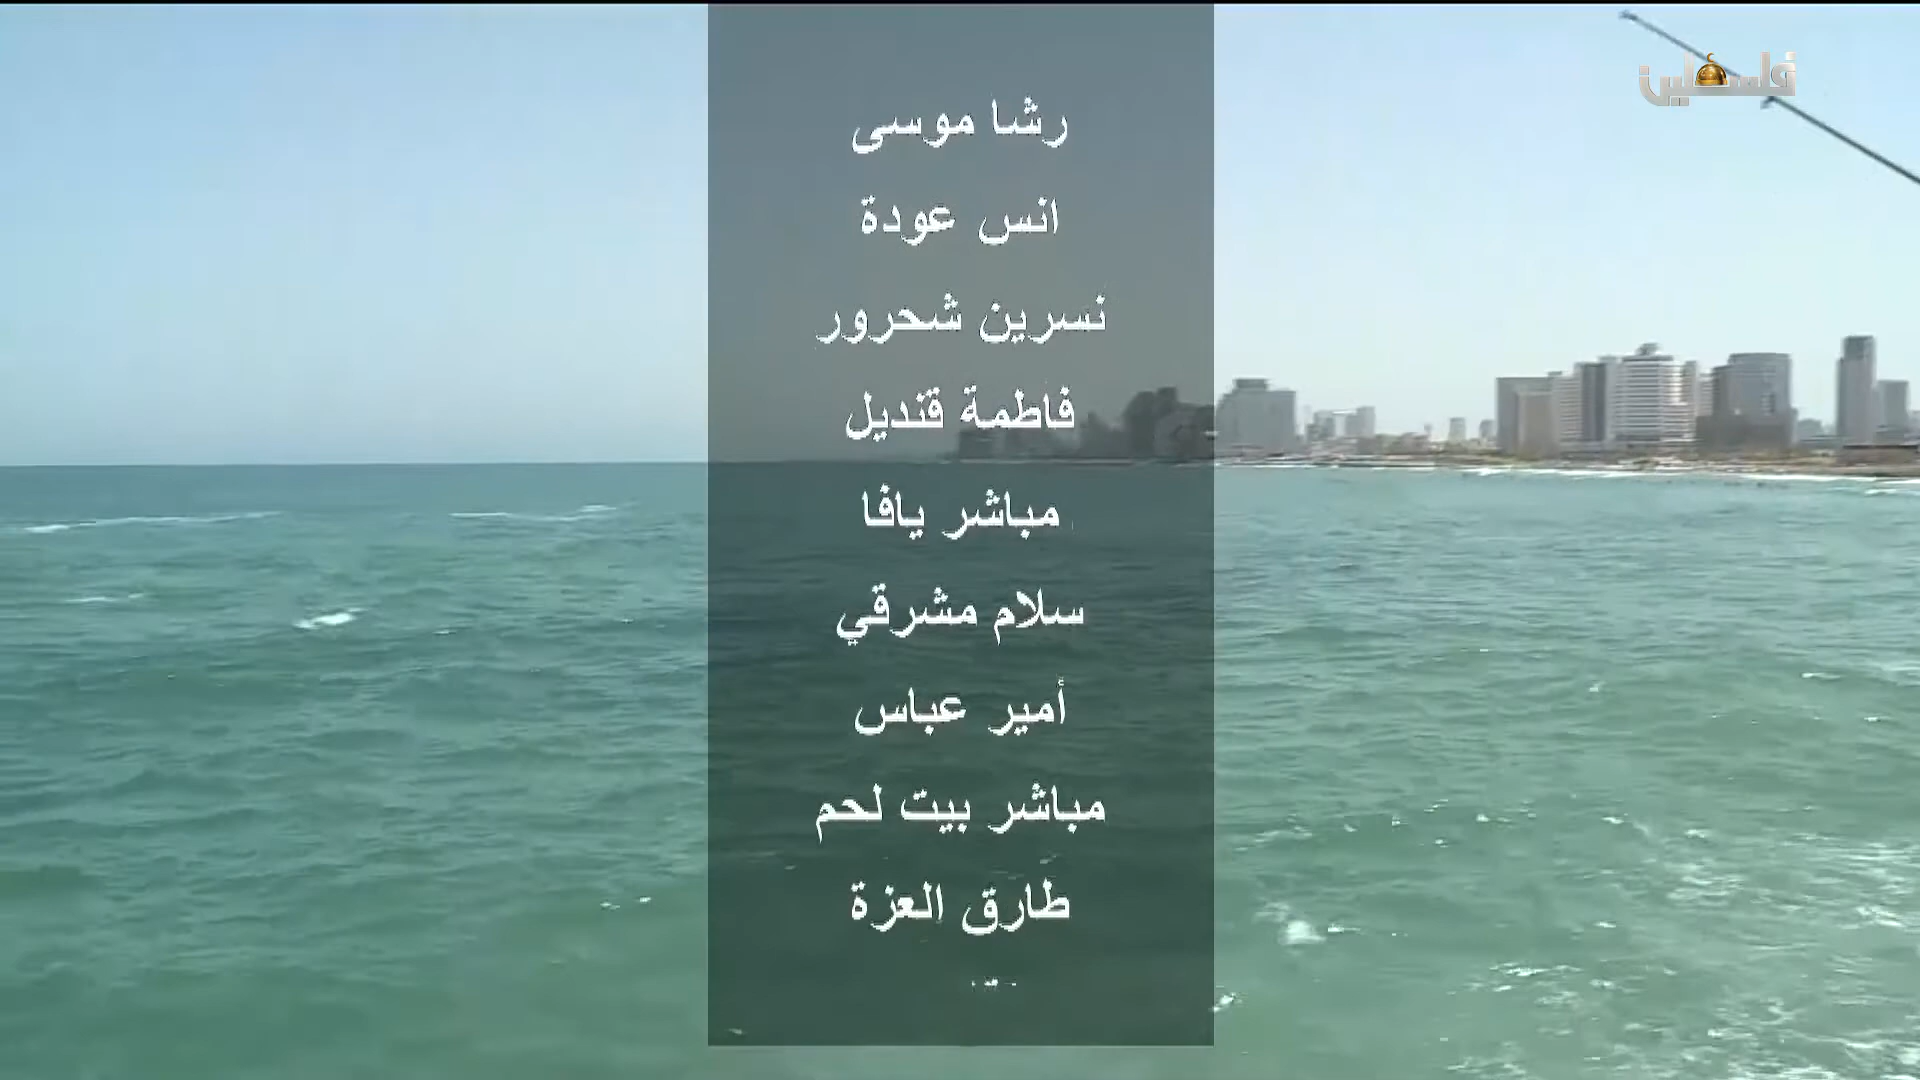 فلسطين
رشا موسى
انس عودة
نسرين شحرور
فاطمة قنديل
مباشر يافا
سلام مشرقي
أمير عباس
مباشر بيت لحم
طارق العزة